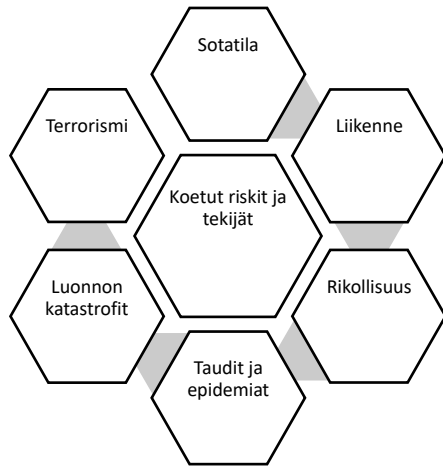 Sotatila
Terrorismi
Liikenne
Koetut riskit ja
tekijät
Luonnon
katastrofit
Rikollisuus
Taudit ja
epidemiat